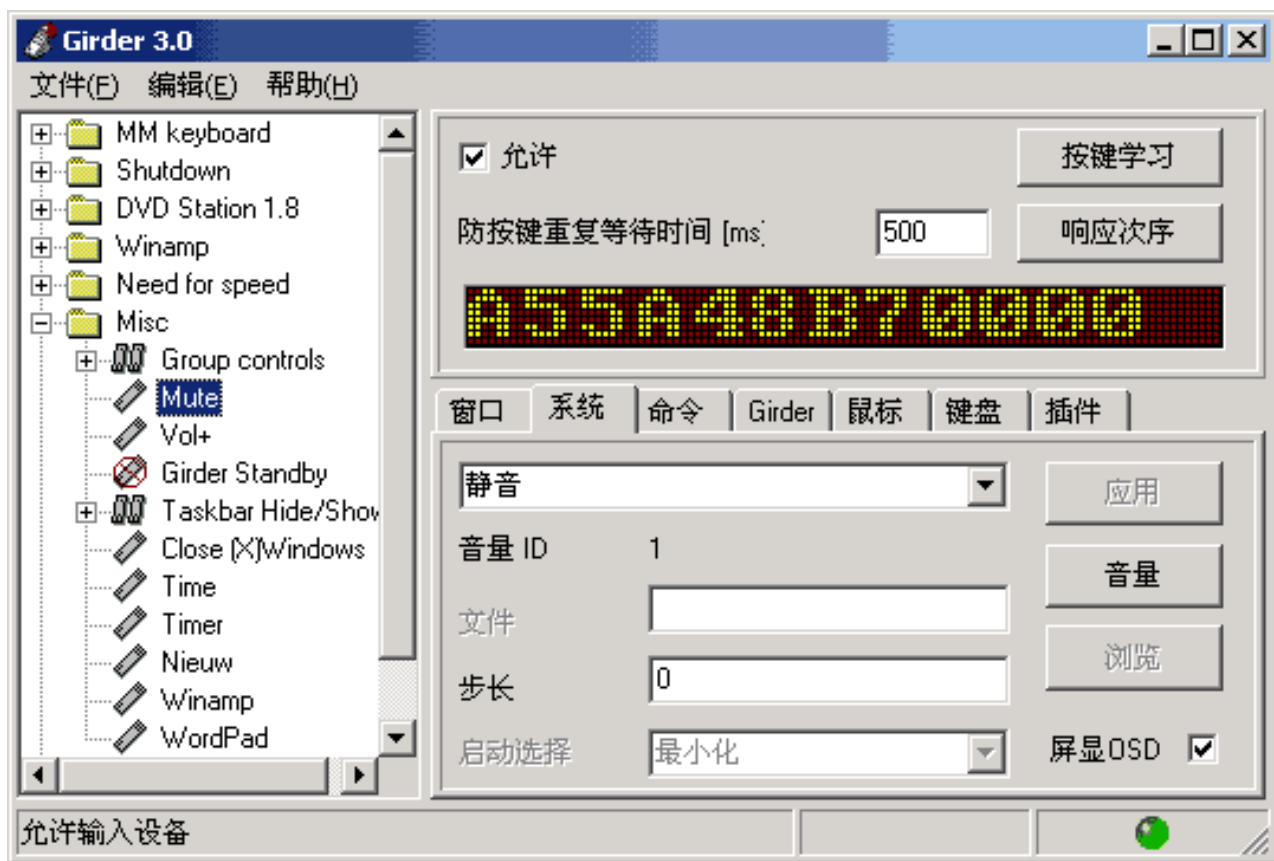 Girder 3.0
文件(F) 编辑(E) 帮助(H)
MM keyboard
Shutdown
DVD Station 1.8
Winamp
Need for speed
Misc
Group controls
Mute
Vol+
Girder Standby
Taskbar Hide/Shov
Close (X)Windows
Time
Timer
Nieuw
Winamp
WordPad
允许
按键学习
防按键重复等待时间 [ms]
500
响应次序
A55A48B70000
窗口 系统 命令 Girder 鼠标 键盘 插件
静音
应用
音量 ID 1
音量
文件
浏览
步长 0
启动选择 最小化
屏显OSD
允许输入设备